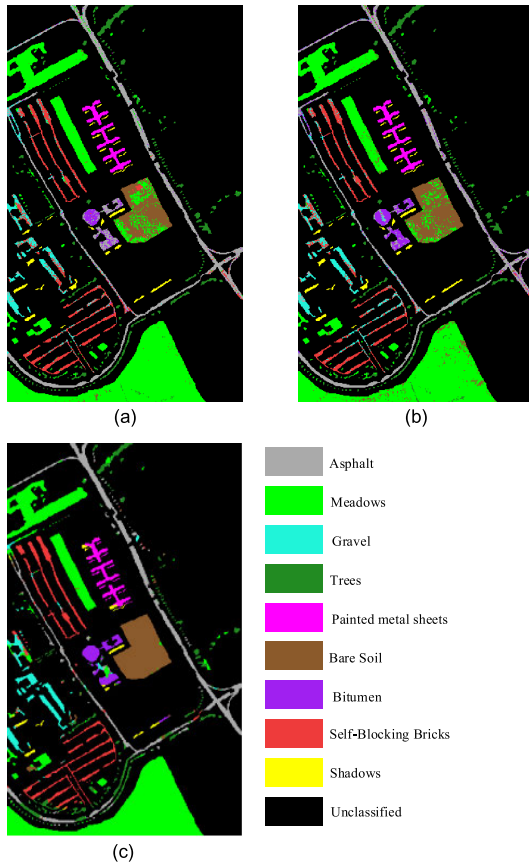 (a)
(b)
(c)
Asphalt
Meadows
Gravel
Trees
Painted metal sheets
Bare Soil
Bitumen
Self-Blocking Bricks
Shadows
Unclassified